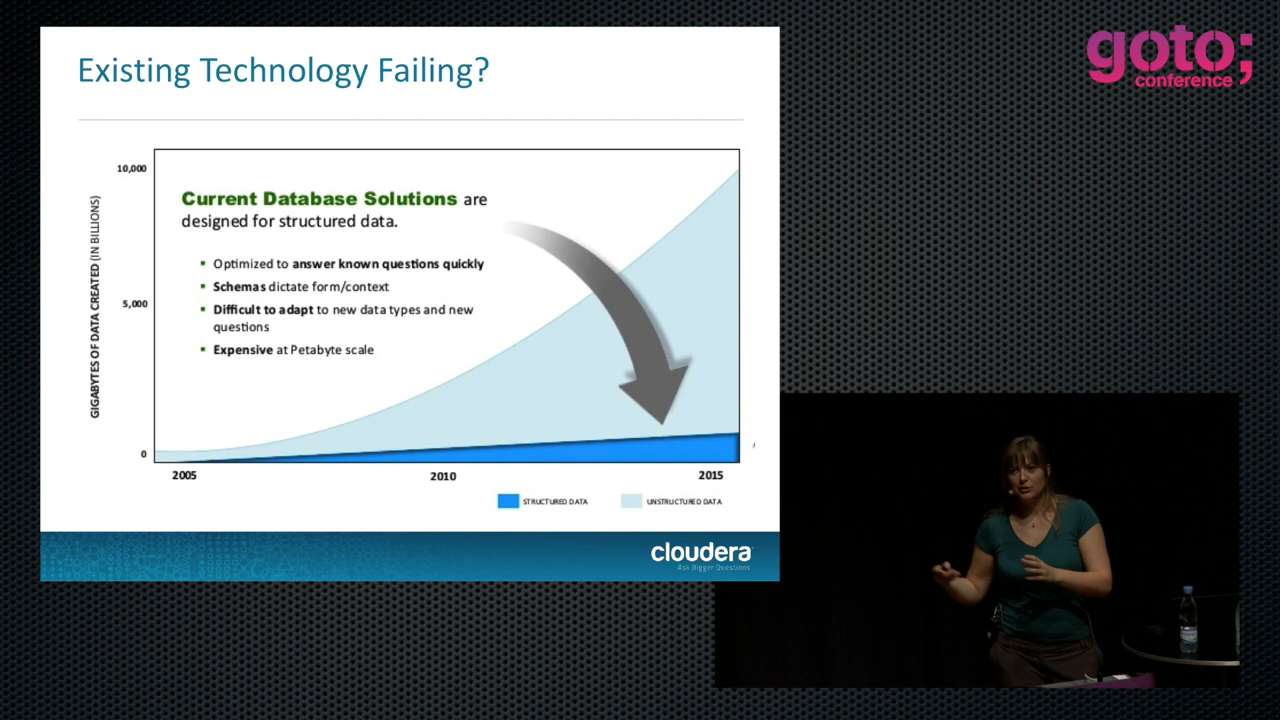 goto;
conference
Existing Technology Failing?
10,000
5,000
0
GIGABYTES OF DATA CREATED (IN BILLIONS)
Current Database Solutions are
designed for structured data.
▪ Optimized to answer known questions quickly
▪ Schemas dictate form/context
▪ Difficult to adapt to new data types and new
questions
▪ Expensive at Petabyte scale
2005
2010
2015
STRUCTURED DATA
UNSTRUCTURED DATA
cloudera
Ask Bigger Questions